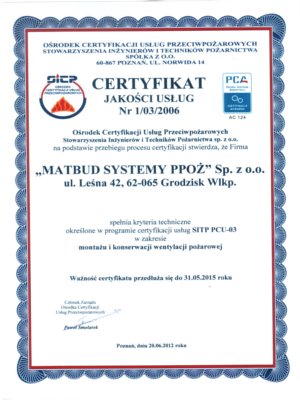 OŚRODEK CERTYFIKACJI USŁUG PRZECIWPOŻAROWYCH
STOWARZYSZENIA INŻYNIERÓW I TECHNIKÓW POŻARNICTWA
SPÓŁKA Z O.O.
60-867 POZNAŃ, UL. NORWIDA 14
SITP
PCA
CERTYFIKAT
JAKOŚCI USŁUG
Nr 1/03/2006
AC 124
Ośrodek Certyfikacji Usług Przeciwpożarowych
Stowarzyszenia Inżynierów i Techników Pożarnictwa sp. z o.o.
na podstawie przebiegu procesu certyfikacji stwierdza, że Firma
„MATBUD SYSTEMY PPOŻ” Sp. z o.o.
ul. Leśna 42, 62-065 Grodzisk Wlkp.
spełnia kryteria techniczne
określone w programie certyfikacji usług SITP PCU-03
w zakresie
montażu i konserwacji wentylacji pożarowej
Ważność certyfikatu przedłuża się do 31.05.2015 roku
Członek Zarządu
Ośrodka Certyfikacji
Usług Przeciwpożarowych
Paweł Smolarek
Poznań, dnia 20.06.2012 roku